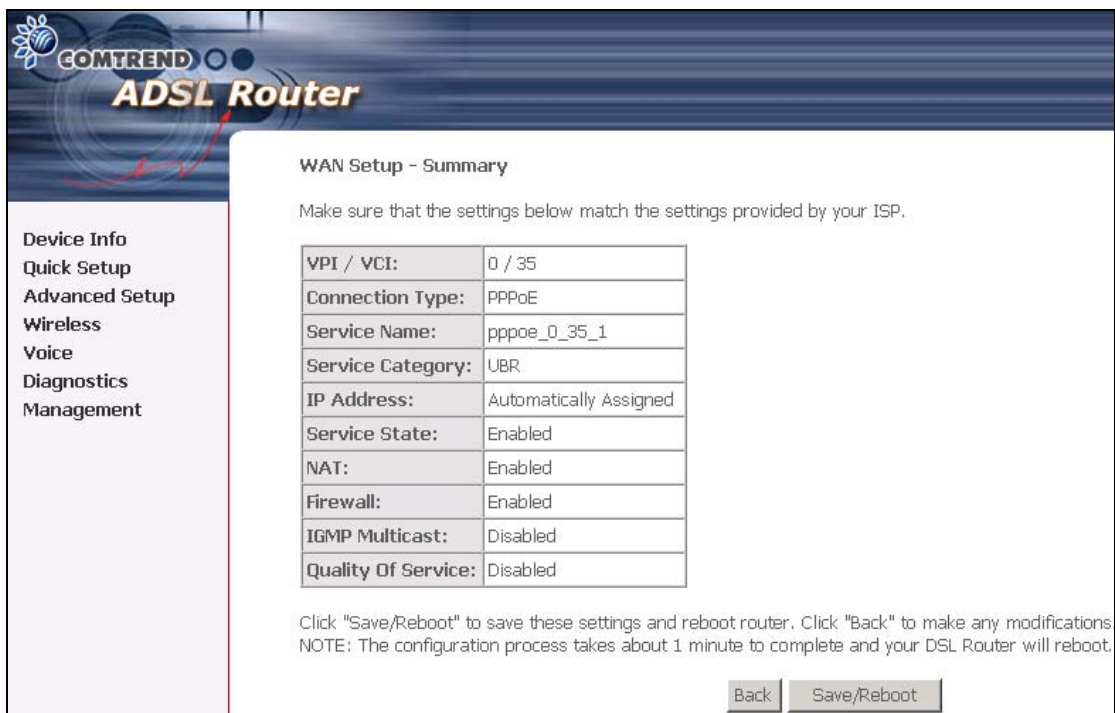 COMTREND
ADSL Router
Device Info
Quick Setup
Advanced Setup
Wireless
Voice
Diagnostics
Management
WAN Setup - Summary
Make sure that the settings below match the settings provided by your ISP.
VPI / VCI: 0 / 35
Connection Type: PPPoE
Service Name: pppoe_0_35_1
Service Category: UBR
IP Address: Automatically Assigned
Service State: Enabled
NAT: Enabled
Firewall: Enabled
IGMP Multicast: Disabled
Quality Of Service: Disabled
Click "Save/Reboot" to save these settings and reboot router. Click "Back" to make any modifications.
NOTE: The configuration process takes about 1 minute to complete and your DSL Router will reboot.
Back Save/Reboot